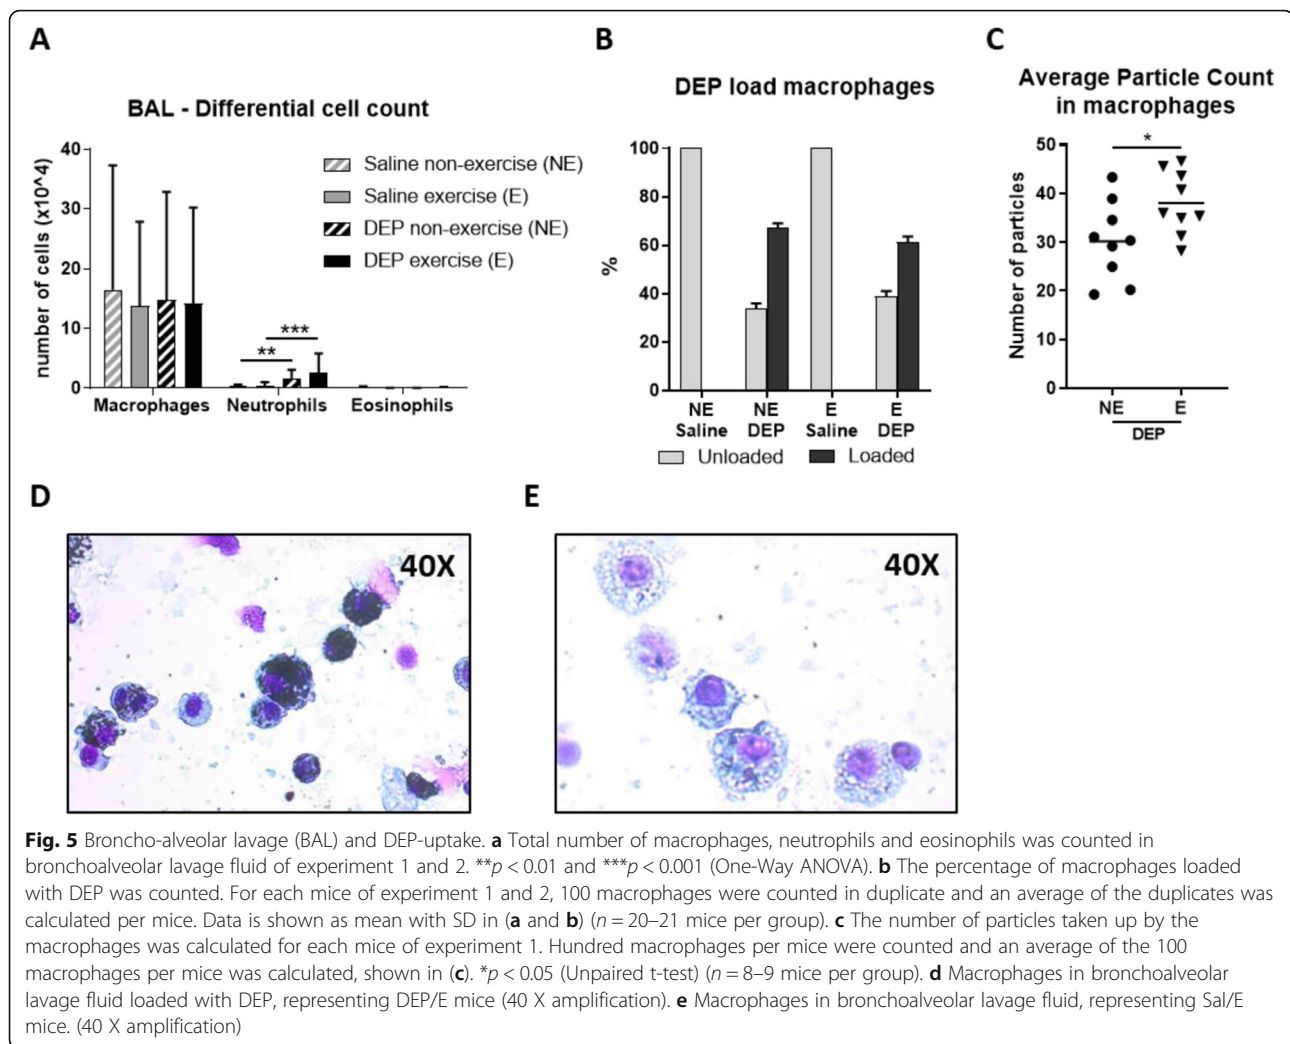 A
BAL - Differential cell count
number of cells (x10^4)
40
30
20
10
0
Macrophages
Neutrophils
Eosinophils
**
***
Saline non-exercise (NE)
Saline exercise (E)
DEP non-exercise (NE)
DEP exercise (E)
B
DEP load macrophages
%
100
80
60
40
20
0
NE Saline
NE DEP
E Saline
E DEP
Unloaded
Loaded
C
Average Particle Count
in macrophages
Number of particles
50
40
30
20
10
0
*
NE
E
DEP
D
40X
E
40X
Fig. 5 Broncho-alveolar lavage (BAL) and DEP-uptake. a Total number of macrophages, neutrophils and eosinophils was counted in
bronchoalveolar lavage fluid of experiment 1 and 2. **p < 0.01 and ***p < 0.001 (One-Way ANOVA). b The percentage of macrophages loaded
with DEP was counted. For each mice of experiment 1 and 2, 100 macrophages were counted in duplicate and an average of the duplicates was
calculated per mice. Data is shown as mean with SD in (a and b) (n = 20–21 mice per group). c The number of particles taken up by the
macrophages was calculated for each mice of experiment 1. Hundred macrophages per mice were counted and an average of the 100
macrophages per mice was calculated, shown in (c). *p < 0.05 (Unpaired t-test) (n = 8–9 mice per group). d Macrophages in bronchoalveolar
lavage fluid loaded with DEP, representing DEP/E mice (40 X amplification). e Macrophages in bronchoalveolar lavage fluid, representing Sal/E
mice. (40 X amplification)